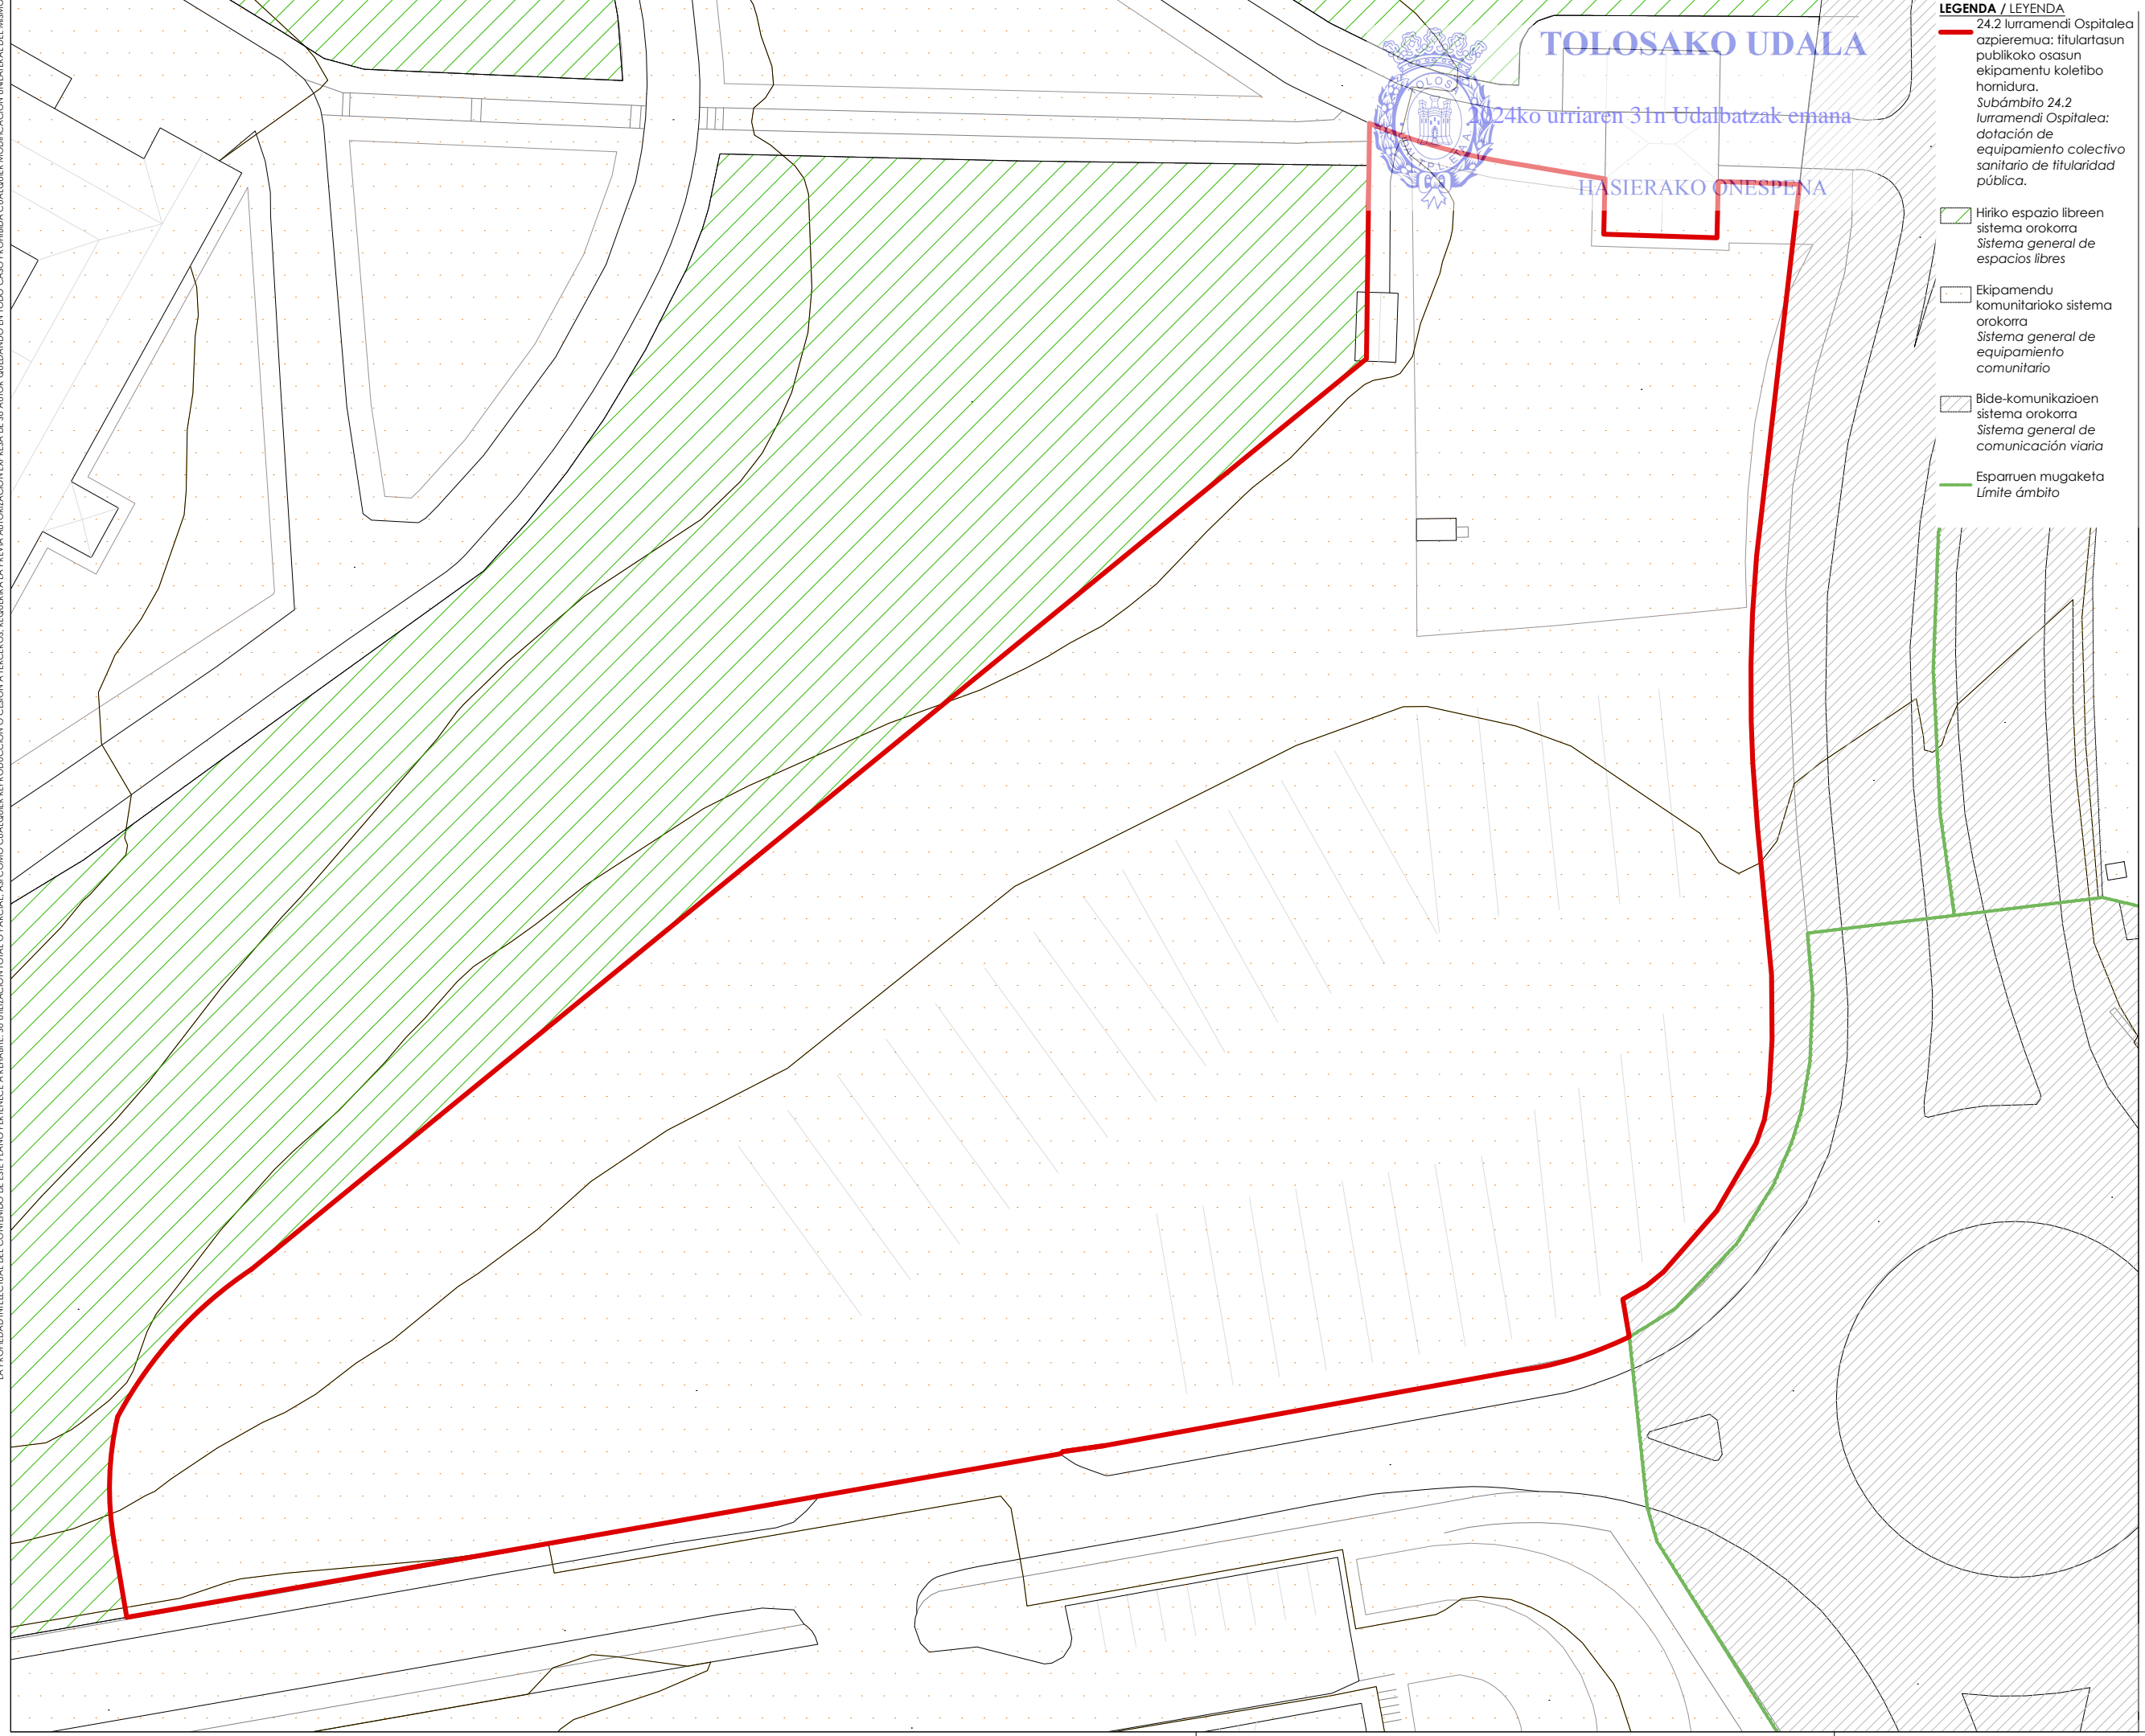 LEGENDA / LEYENDA
24.2 Iurramendi Ospitalea
azpieremua: titulartasun
publikoko osasun
ekipamentu koletibo
hornidura.
Subámbito 24.2
Iurramendi Ospitalea:
dotación de
equipamiento colectivo
sanitario de titularidad
pública.
Hiriko espazio libreen
sistema orokorra
Sistema general de
espacios libres
Ekipamendu
komunitarioko sistema
orokorra
Sistema general de
equipamiento
comunitario
Bide-komunikazioen
sistema orokorra
Sistema general de
comunicación viaria
Esparruen mugaketa
Límite ámbito
TOLOSAKO UDALA
2024ko urriaren 31n Udalbatzak emana
HASIERAKO ONESPENA
TOLOSA